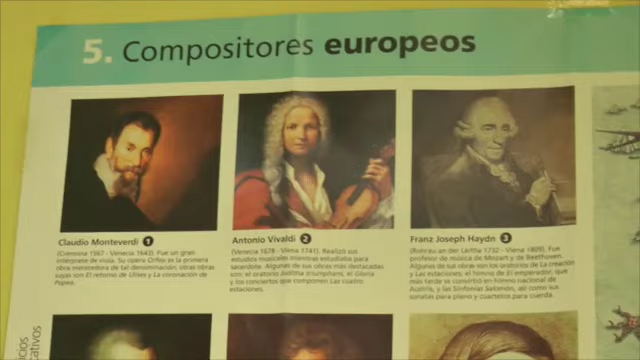 5. Compositores europeos
Claudio Monteverdi 1
(Cremona 1567 - Venecia 1643). Fue un gran
intérprete de viola. Su ópera Orfeo es la primera
obra merecedora de tal denominación; otras obras
suyas son El retorno de Ulises y La coronación de
Popea.
Antonio Vivaldi 2
(Venecia 1678 - Viena 1741). Realizó sus
estudios musicales mientras estudiaba para
sacerdote. Algunas de sus obras más destacadas
son: el oratorio Juditha triumphans, el Gloria
y los conciertos que componen Las cuatro
estaciones.
Franz Joseph Haydn 3
(Rohrau an der Leitha 1732 - Viena 1809). Fue
profesor de música de Mozart y de Beethoven.
Algunas de sus obras son los oratorios de La creación
y Las estaciones; el himno de El emperador, que
más tarde se convirtió en himno nacional de
Austria, y las Sinfonías Salomón, así como sus
sonatas para piano y cuartetos para cuerda.